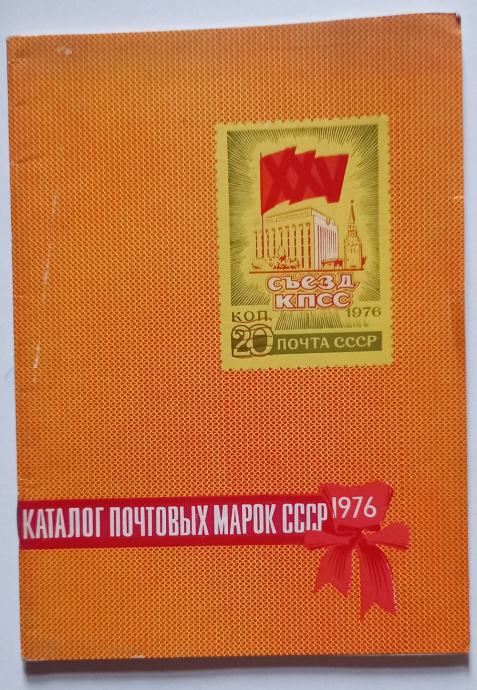 XXV
СЪЕЗД
КПСС
КОП. 1976
20 ПОЧТА СССР
КАТАЛОГ ПОЧТОВЫХ МАРОК СССР 1976